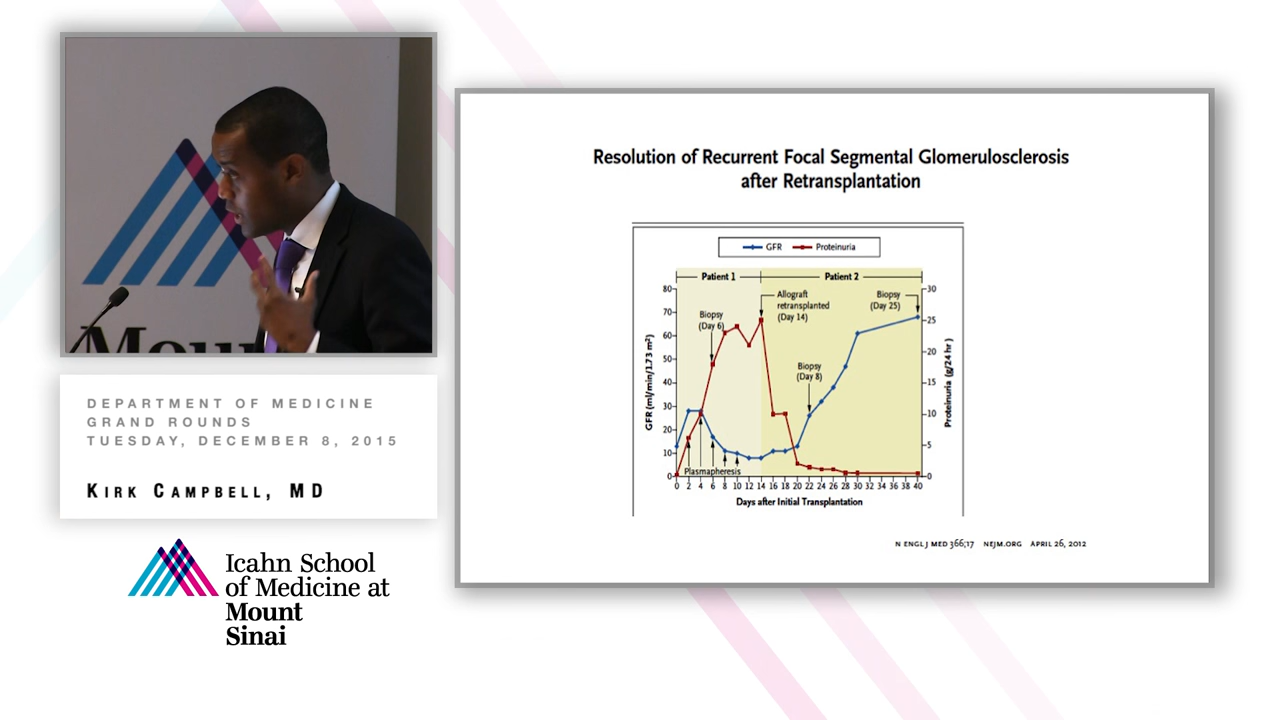 Mount
DEPARTMENT OF MEDICINE
GRAND ROUNDS
TUESDAY, DECEMBER 8, 2015
KIRK CAMPBELL, MD
Icahn School
of Medicine at
Mount
Sinai
Resolution of Recurrent Focal Segmental Glomerulosclerosis
after Retransplantation
GFR Proteinuria
Patient 1 Patient 2
80 30
70 25
60 20
50 15
40 10
30 5
20 0
10
0
Biopsy
(Day 6)
Allograft
retransplanted
(Day 14)
Biopsy
(Day 25)
Biopsy
(Day 8)
Plasmapheresis
GFR (ml/min/1.73 m²)
Proteinuria (g/24 hr)
0 2 4 6 8 10 12 14 16 18 20 22 24 26 28 30 32 34 36 38 40
Days after Initial Transplantation
N ENGL J MED 366;17 NEJM.ORG APRIL 26, 2012